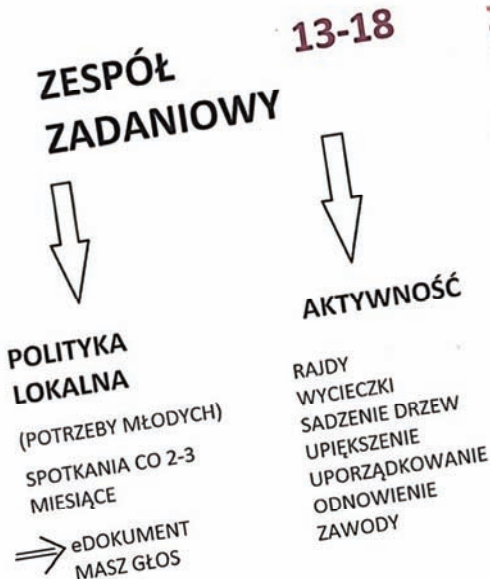 ZESPÓŁ
ZADANIOWY
13-18
POLITYKA
LOKALNA
(POTRZEBY MŁODYCH)
SPOTKANIA CO 2-3
MIESIĄCE
eDOKUMENT
MASZ GŁOS
AKTYWNOŚĆ
RAJDY
WYCIECZKI
SADZENIE DRZEW
UPIĘKSZENIE
UPORZĄDKOWANIE
ODNOWIENIE
ZAWODY